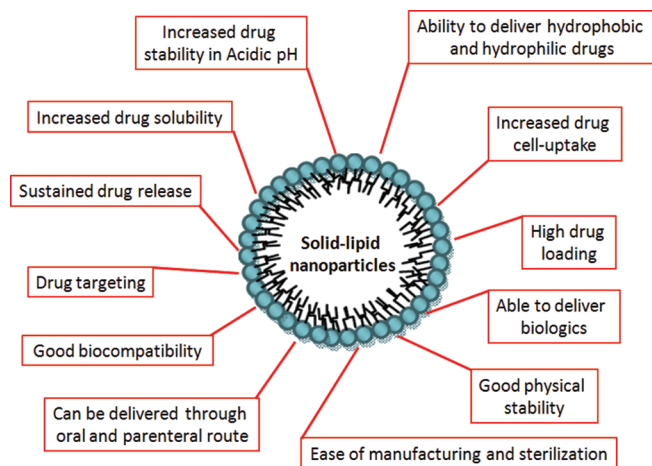 Increased drug
stability in Acidic pH
Ability to deliver hydrophobic
and hydrophilic drugs
Increased drug solubility
Increased drug
cell-uptake
Sustained drug release
Solid-lipid
nanoparticles
High drug
loading
Drug targeting
Able to deliver
biologics
Good biocompatibility
Good physical
stability
Can be delivered through
oral and parenteral route
Ease of manufacturing and sterilization